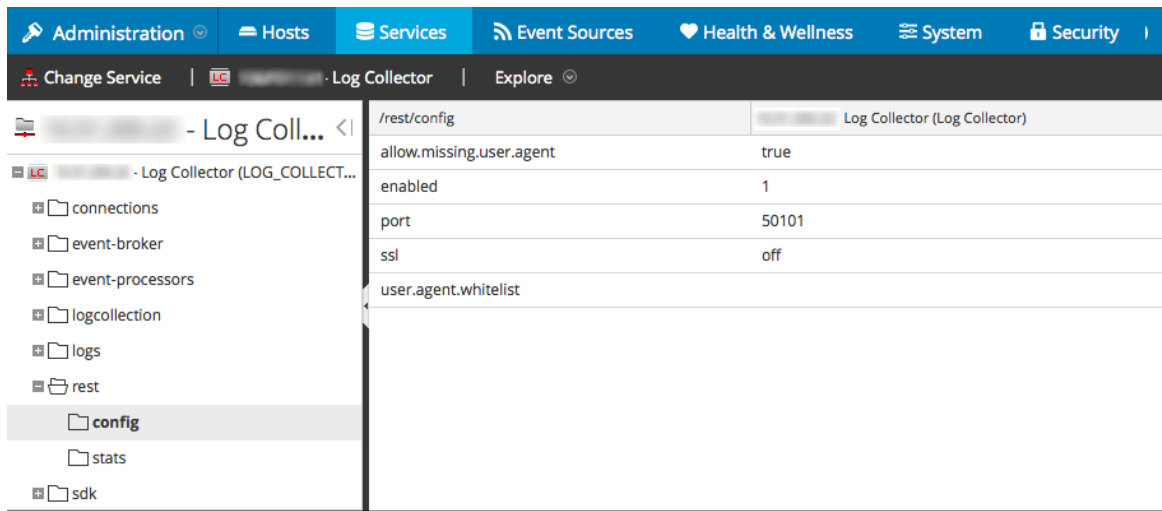 Administration Hosts Services Event Sources Health & Wellness System Security
Change Service | LC · Log Collector | Explore
- Log Coll...
/rest/config Log Collector (Log Collector)
LC · Log Collector (LOG_COLLECT...
allow.missing.user.agent true
connections
enabled 1
event-broker
port 50101
event-processors
ssl off
logcollection
user.agent.whitelist
logs
rest
config
stats
sdk